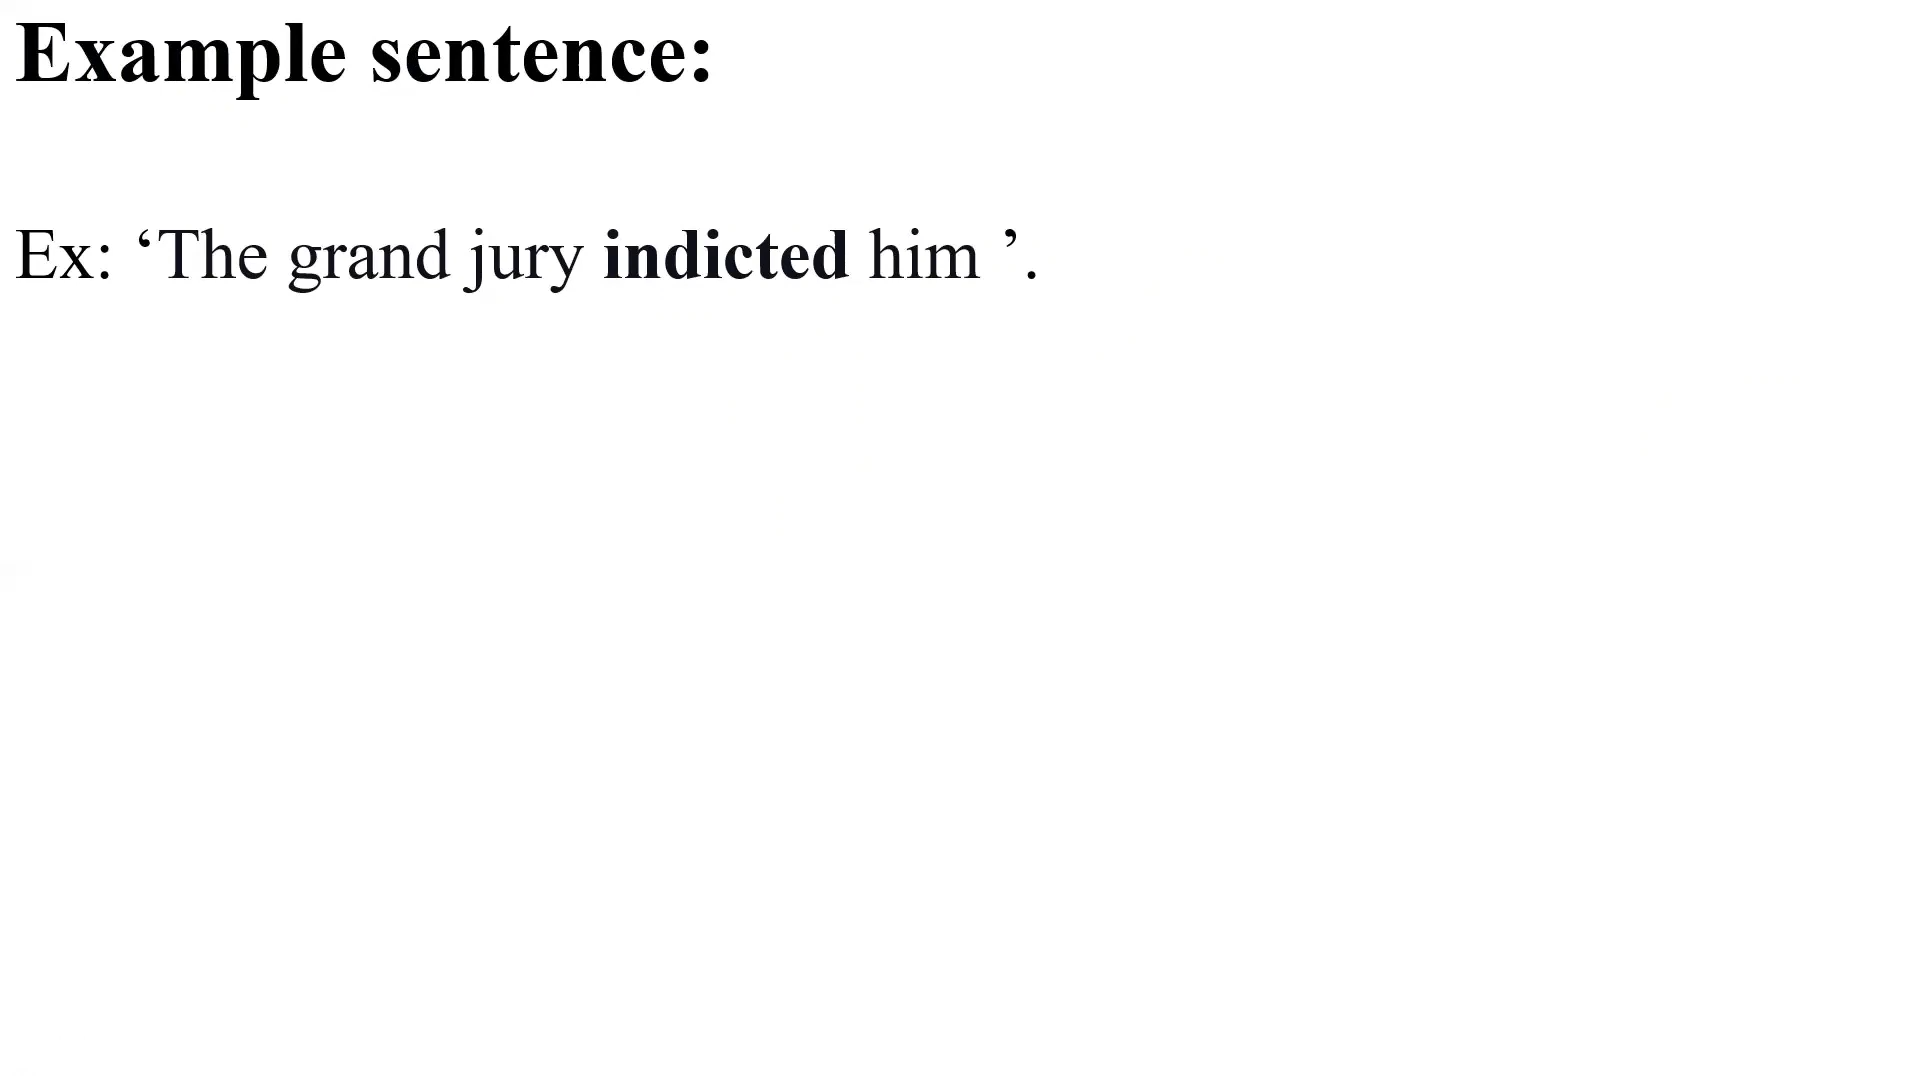 Example sentence:
Ex: ‘The grand jury indicted him ’.